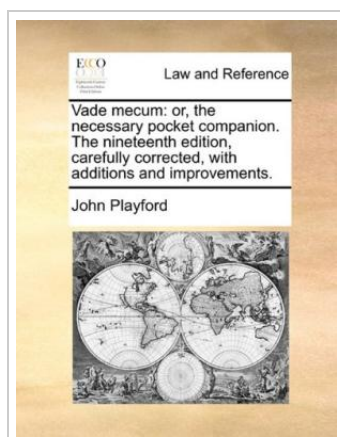 ECCO
Law and Reference
Vade mecum: or, the
necessary pocket companion.
The nineteenth edition,
carefully corrected, with
additions and improvements.
John Playford